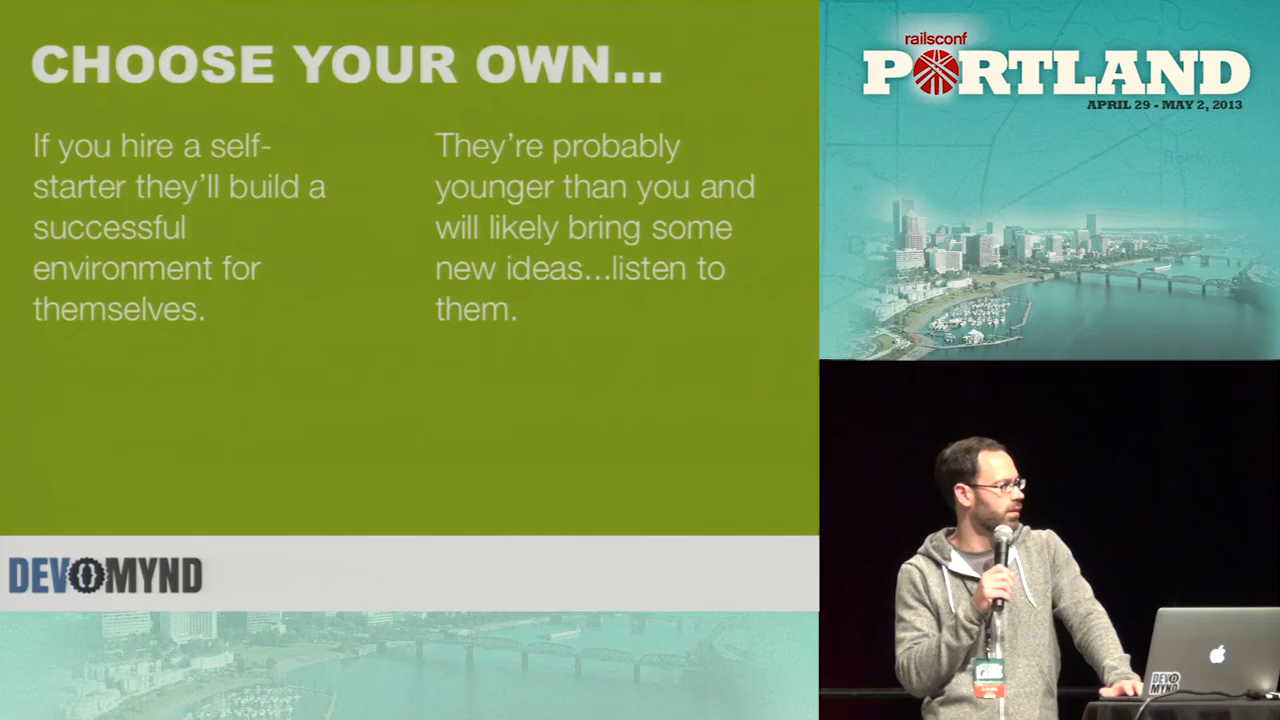 CHOOSE YOUR OWN...
If you hire a self-
starter they'll build a
successful
environment for
themselves.
They're probably
younger than you and
will likely bring some
new ideas...listen to
them.
DEVMYND
railsconf
PORTLAND
APRIL 29 - MAY 2, 2013
DEV
MYND